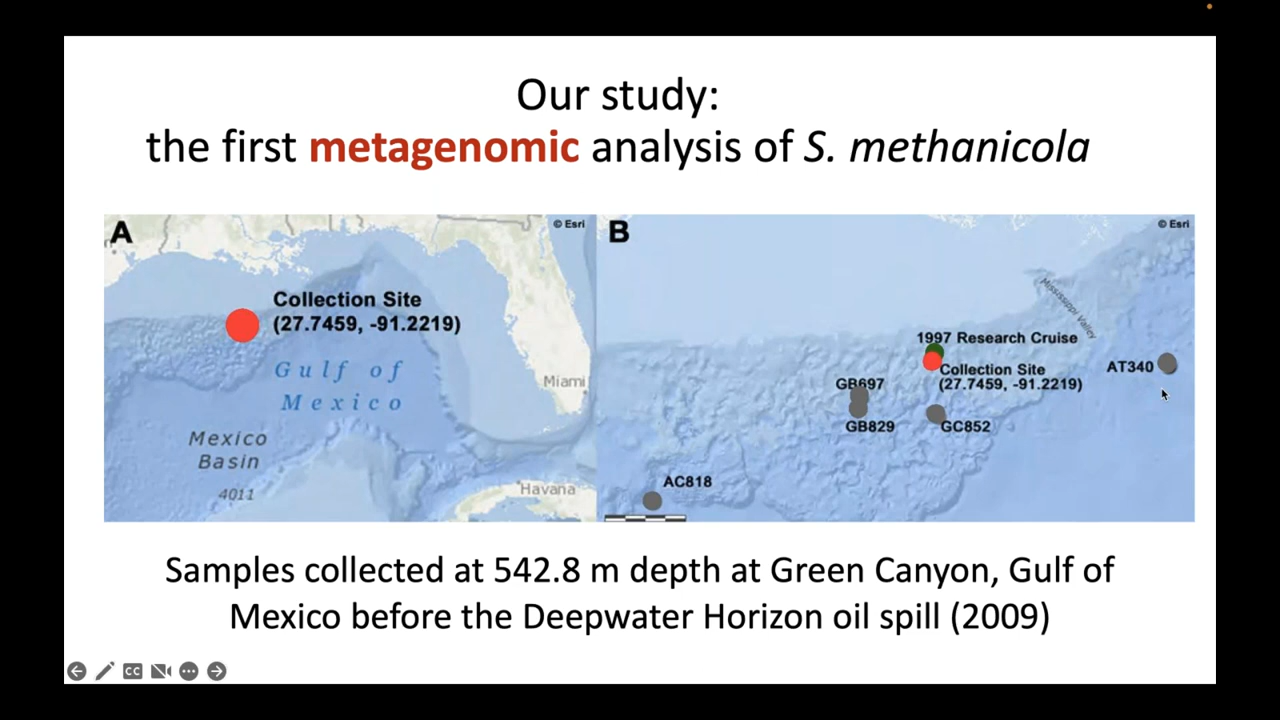 Our study:
the first metagenomic analysis of S. methanicola
A
© Esri
Collection Site
(27.7459, -91.2219)
Gulf of
Mexico
Miami
Mexico
Basin
4011
Havana
B
© Esri
Mississippi Valley
1997 Research Cruise
Collection Site
(27.7459, -91.2219)
AT340
GB697
GB829
GC852
AC818
Samples collected at 542.8 m depth at Green Canyon, Gulf of
Mexico before the Deepwater Horizon oil spill (2009)
CC